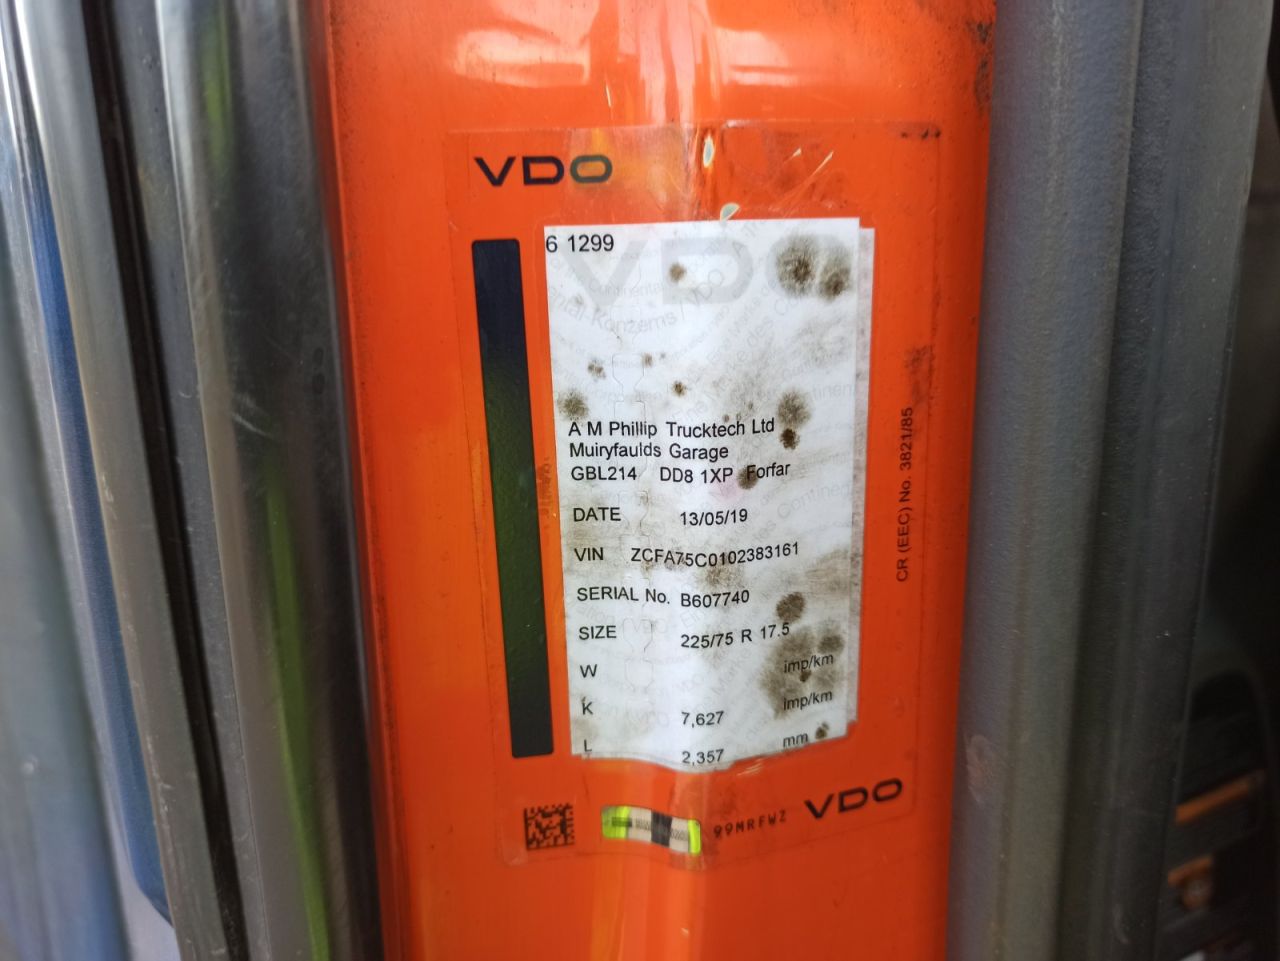 VDO
6 1299
A M Phillip Trucktech Ltd
Muiryfaulds Garage
GBL214 DD8 1XP Forfar
DATE 13/05/19
VIN ZCFA75C0102383161
SERIAL No. B607740
SIZE 225/75 R 17.5
W imp/km
K 7,627 imp/km
L 2,357 mm
CR (EEC) No. 3821/85
99MRFWZ
VDO